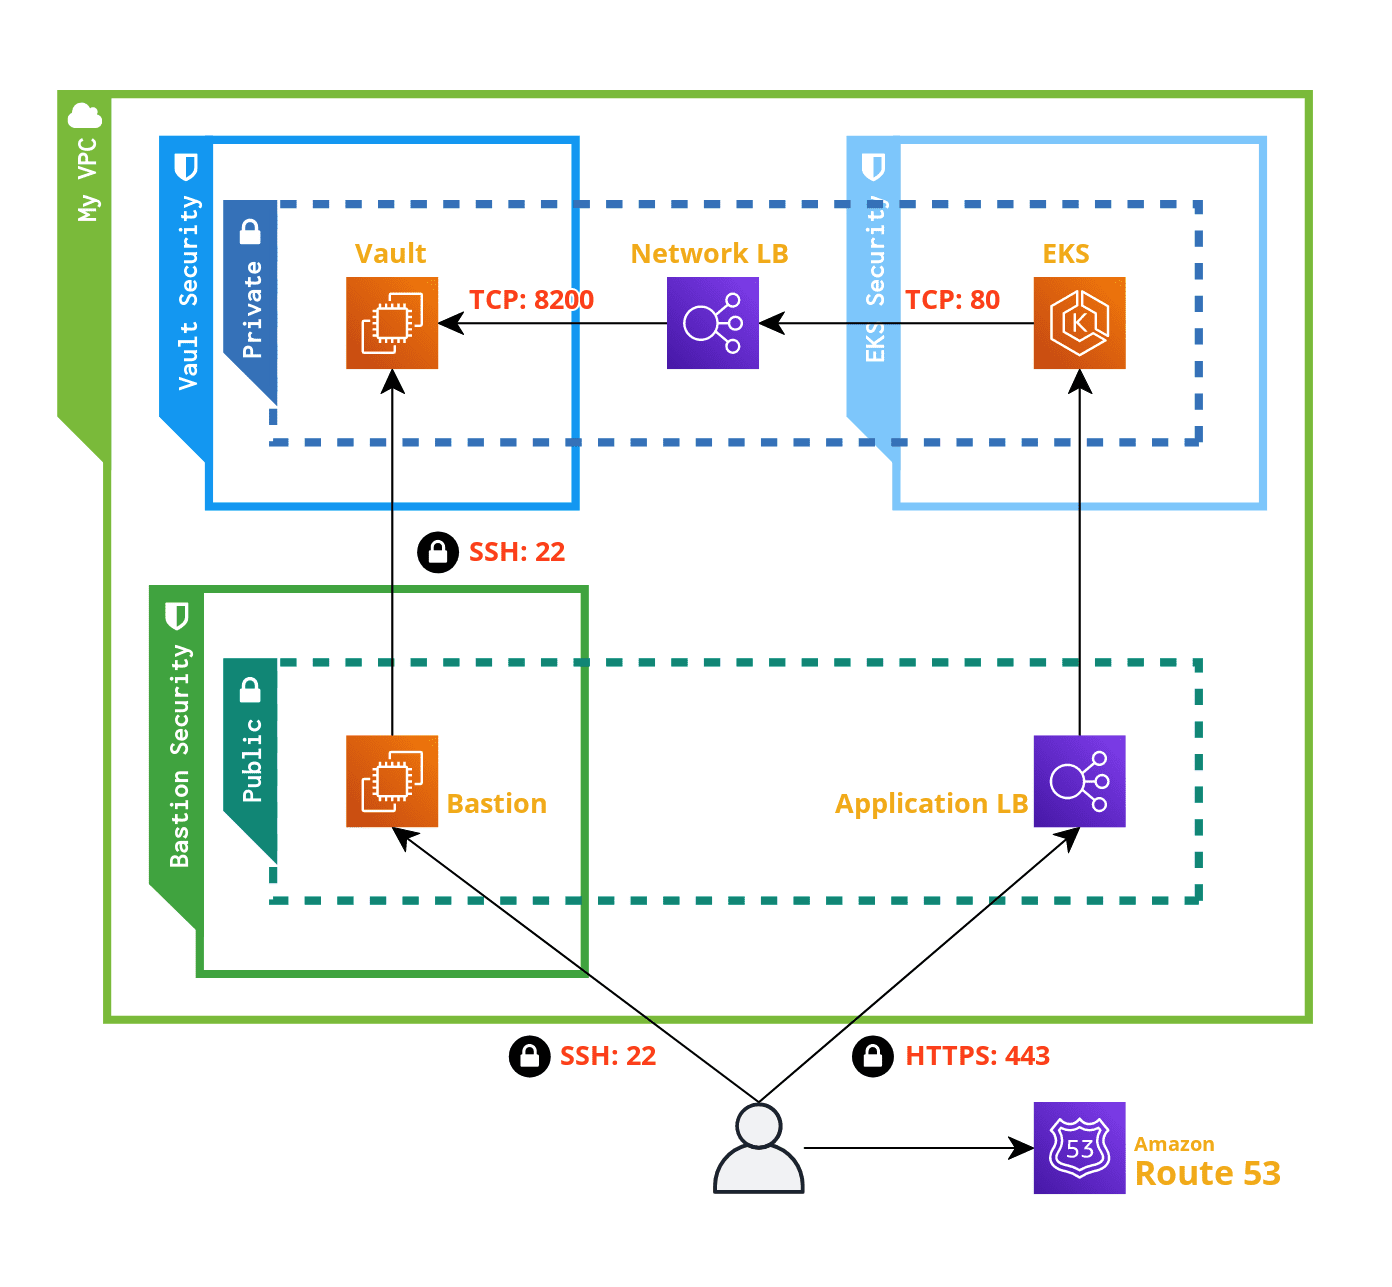 My VPC
Vault Security
EKS Security
Private
Vault
Network LB
EKS
TCP: 8200
TCP: 80
K
SSH: 22
Bastion Security
Public
Bastion
Application LB
SSH: 22
HTTPS: 443
53
Amazon
Route 53